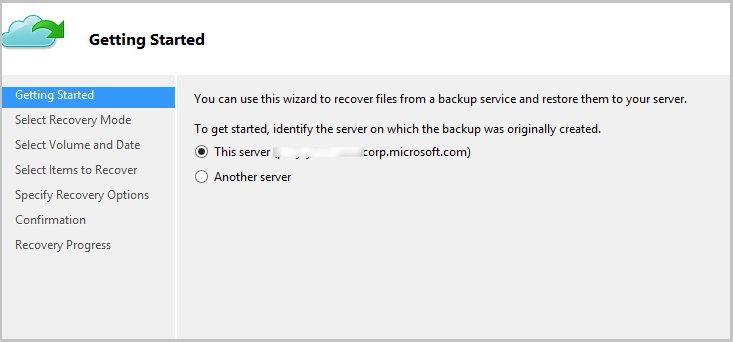 Getting Started
Getting Started
Select Recovery Mode
Select Volume and Date
Select Items to Recover
Specify Recovery Options
Confirmation
Recovery Progress
You can use this wizard to recover files from a backup service and restore them to your server.
To get started, identify the server on which the backup was originally created.
This server ( corp.microsoft.com)
Another server